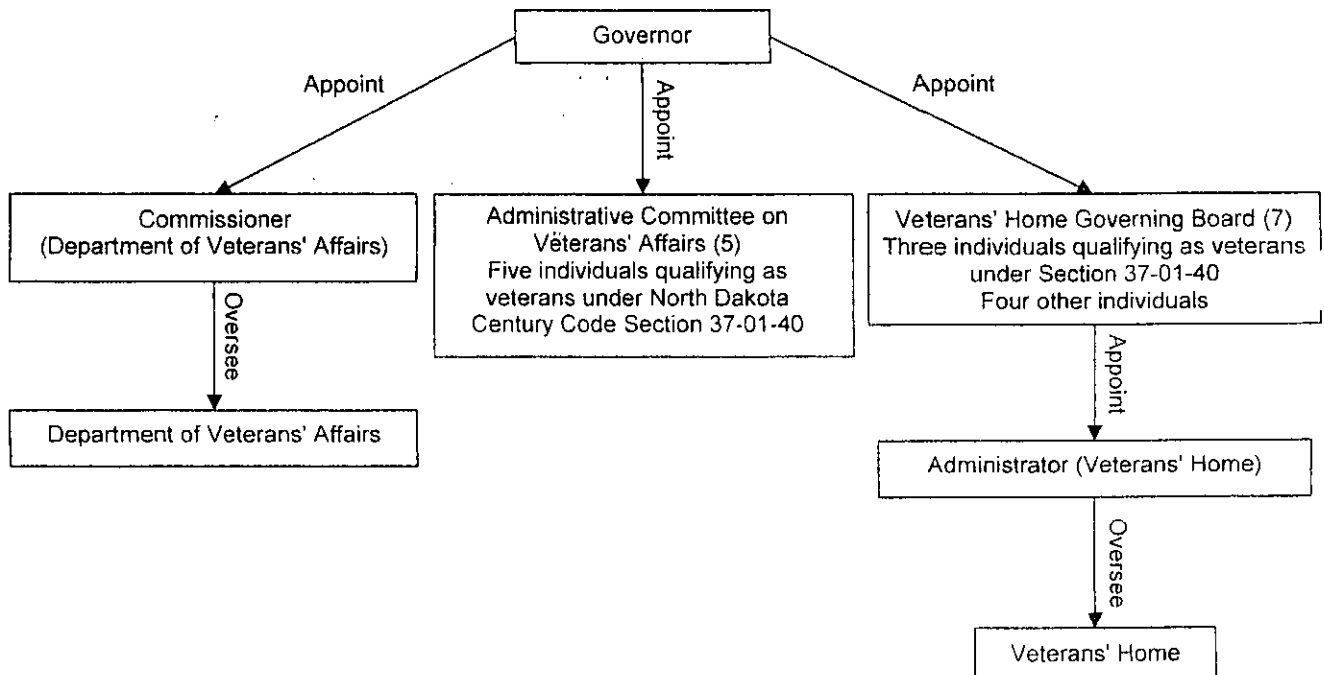 Governor
Appoint
Appoint
Appoint
Commissioner
(Department of Veterans' Affairs)
Administrative Committee on
Veterans' Affairs (5)
Five individuals qualifying as
veterans under North Dakota
Century Code Section 37-01-40
Veterans' Home Governing Board (7)
Three individuals qualifying as veterans
under Section 37-01-40
Four other individuals
Oversee
Appoint
Department of Veterans' Affairs
Administrator (Veterans' Home)
Oversee
Veterans' Home